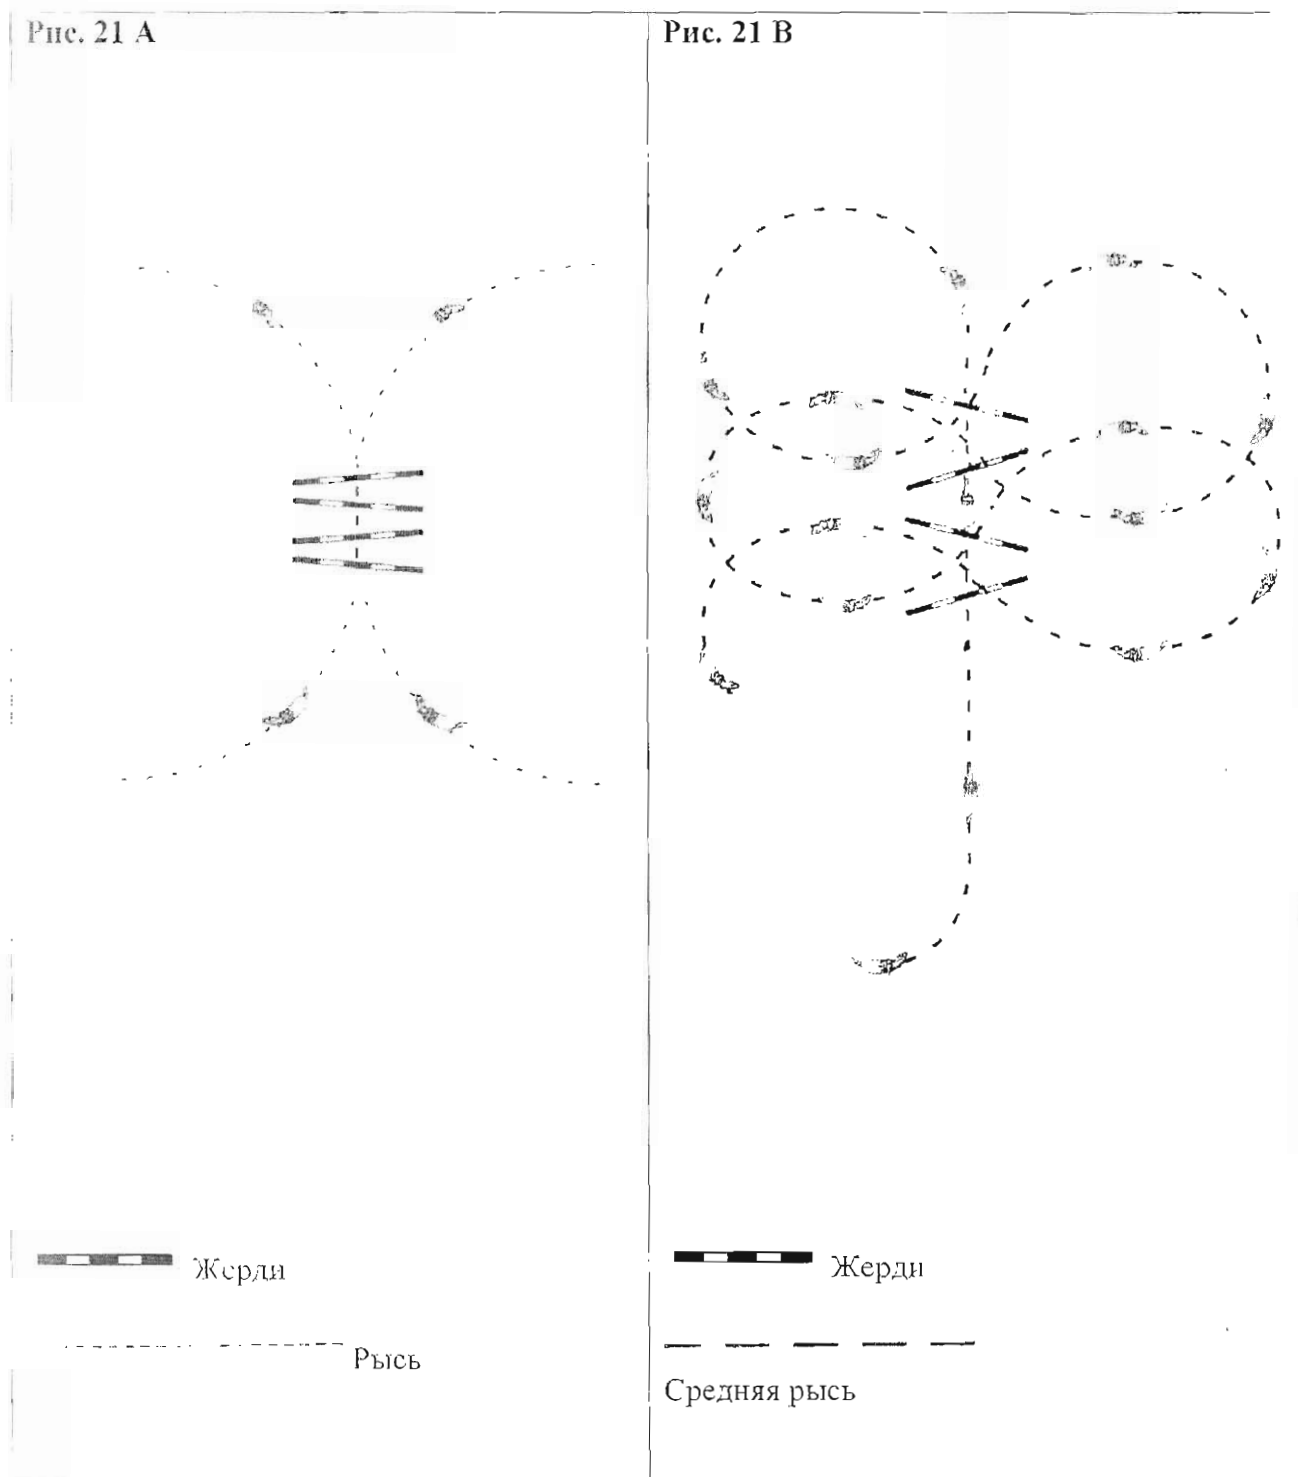 Рис. 21 А
Жерди
Рысь
Рис. 21 В
Жерди
Средняя рысь